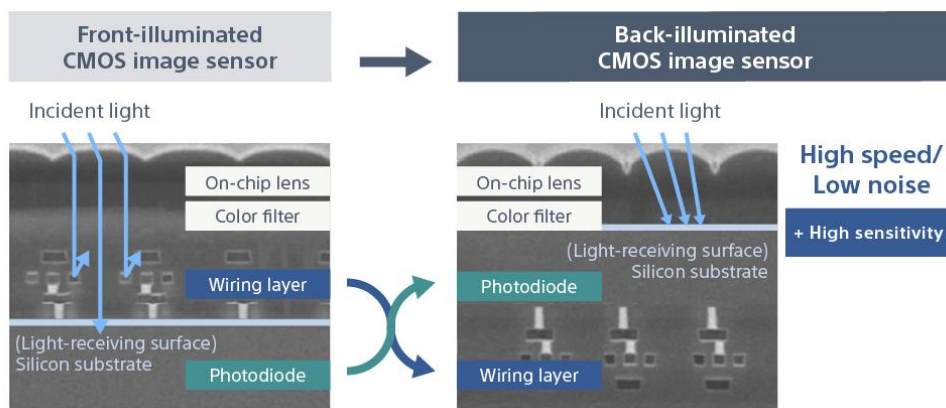 Front-illuminated
CMOS image sensor
Back-illuminated
CMOS image sensor
Incident light
On-chip lens
Color filter
Wiring layer
(Light-receiving surface)
Silicon substrate
Photodiode
Incident light
On-chip lens
Color filter
(Light-receiving surface)
Silicon substrate
Photodiode
Wiring layer
High speed/
Low noise
+ High sensitivity